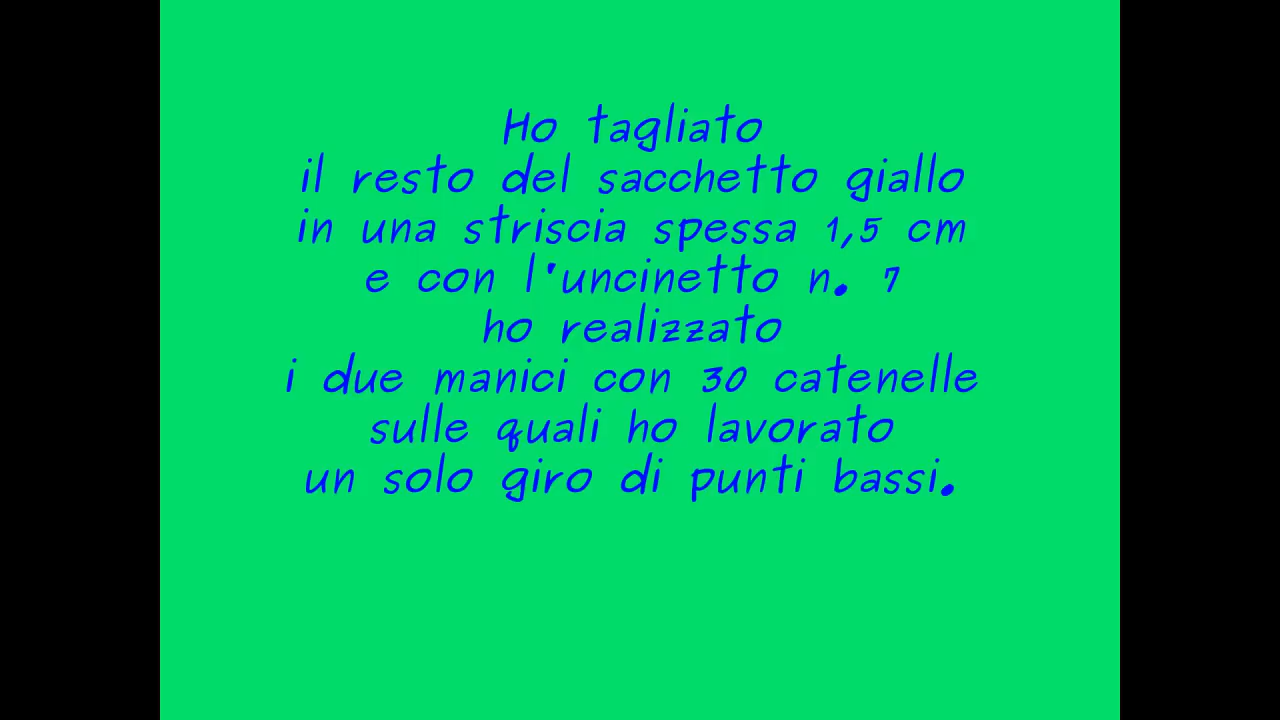 Ho tagliato
il resto del sacchetto giallo
in una striscia spessa 1,5 cm
e con l'uncinetto n. 7
ho realizzato
i due manici con 30 catenelle
sulle quali ho lavorato
un solo giro di punti bassi.